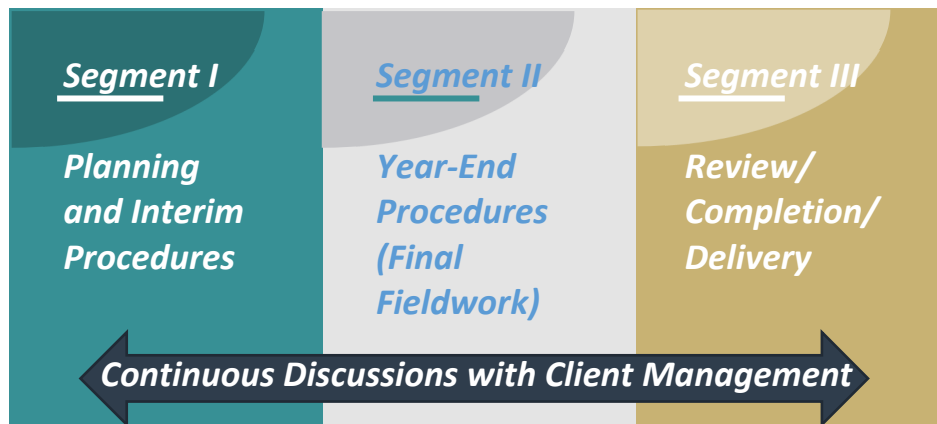 Segment I
Planning
and Interim
Procedures
Segment II
Year-End
Procedures
(Final
Fieldwork)
Segment III
Review/
Completion/
Delivery
Continuous Discussions with Client Management